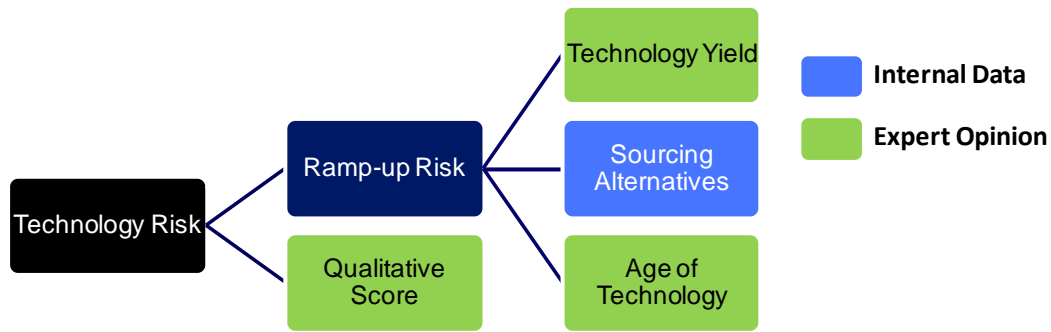 Technology Yield
Internal Data
Expert Opinion
Ramp-up Risk
Sourcing
Alternatives
Technology Risk
Qualitative
Score
Age of
Technology